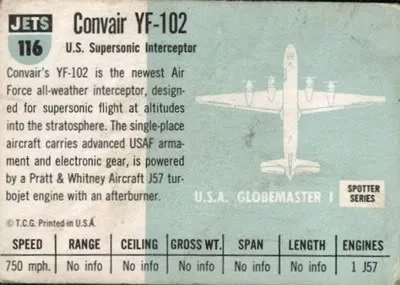 JETS
116
Convair YF-102
U.S. Supersonic Interceptor
Convair's YF-102 is the newest Air
Force all-weather interceptor, design-
ed for supersonic flight at altitudes
into the stratosphere. The single-place
aircraft carries advanced USAF arma-
ment and electronic gear, is powered
by a Pratt & Whitney Aircraft J57 tur-
bojet engine with an afterburner.
© T.C.G. Printed in U.S.A.
U.S.A. GLOBEMASTER I
SPOTTER
SERIES
SPEED RANGE CEILING GROSS WT. SPAN LENGTH ENGINES
750 mph. No info No info No info No info No info 1 J57